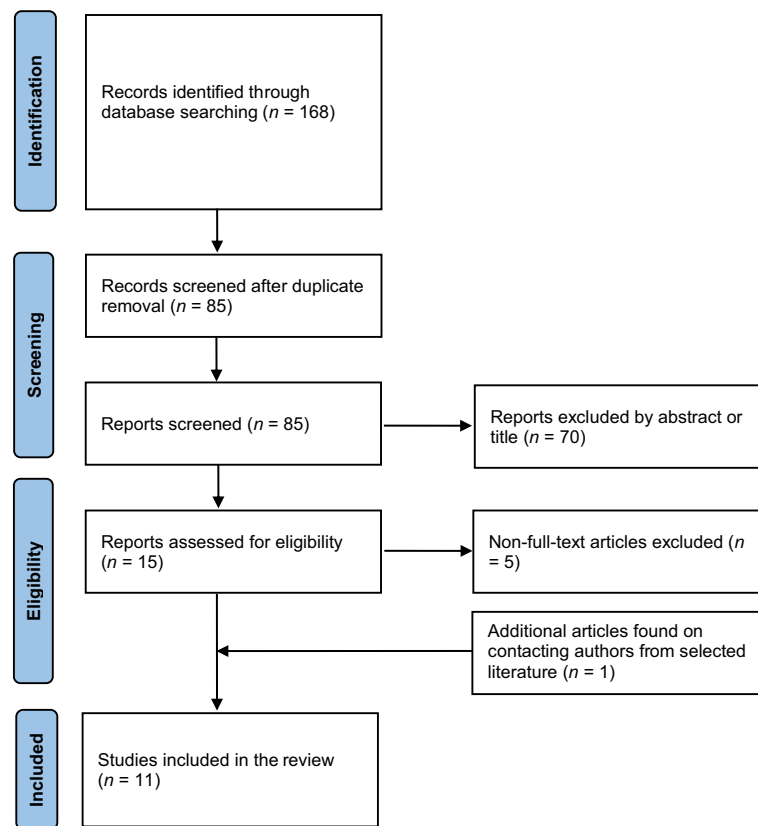 Identification
Records identified through
database searching (n = 168)
Screening
Records screened after duplicate
removal (n = 85)
Reports screened (n = 85)
Reports excluded by abstract or
title (n = 70)
Eligibility
Reports assessed for eligibility
(n = 15)
Non-full-text articles excluded (n
= 5)
Additional articles found on
contacting authors from selected
literature (n = 1)
Included
Studies included in the review
(n = 11)